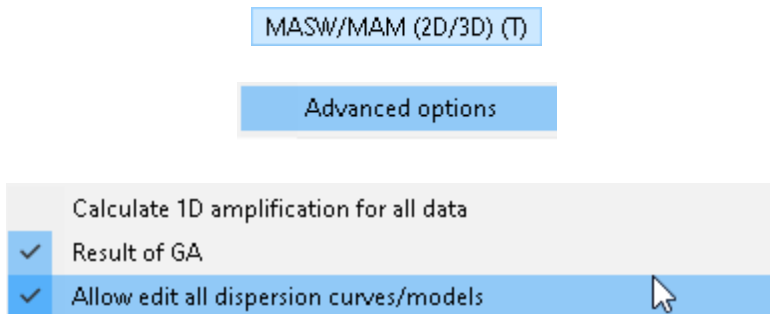 MASW/MAM (2D/3D) (T)
Advanced options
Calculate 1D amplification for all data
Result of GA
Allow edit all dispersion curves/models